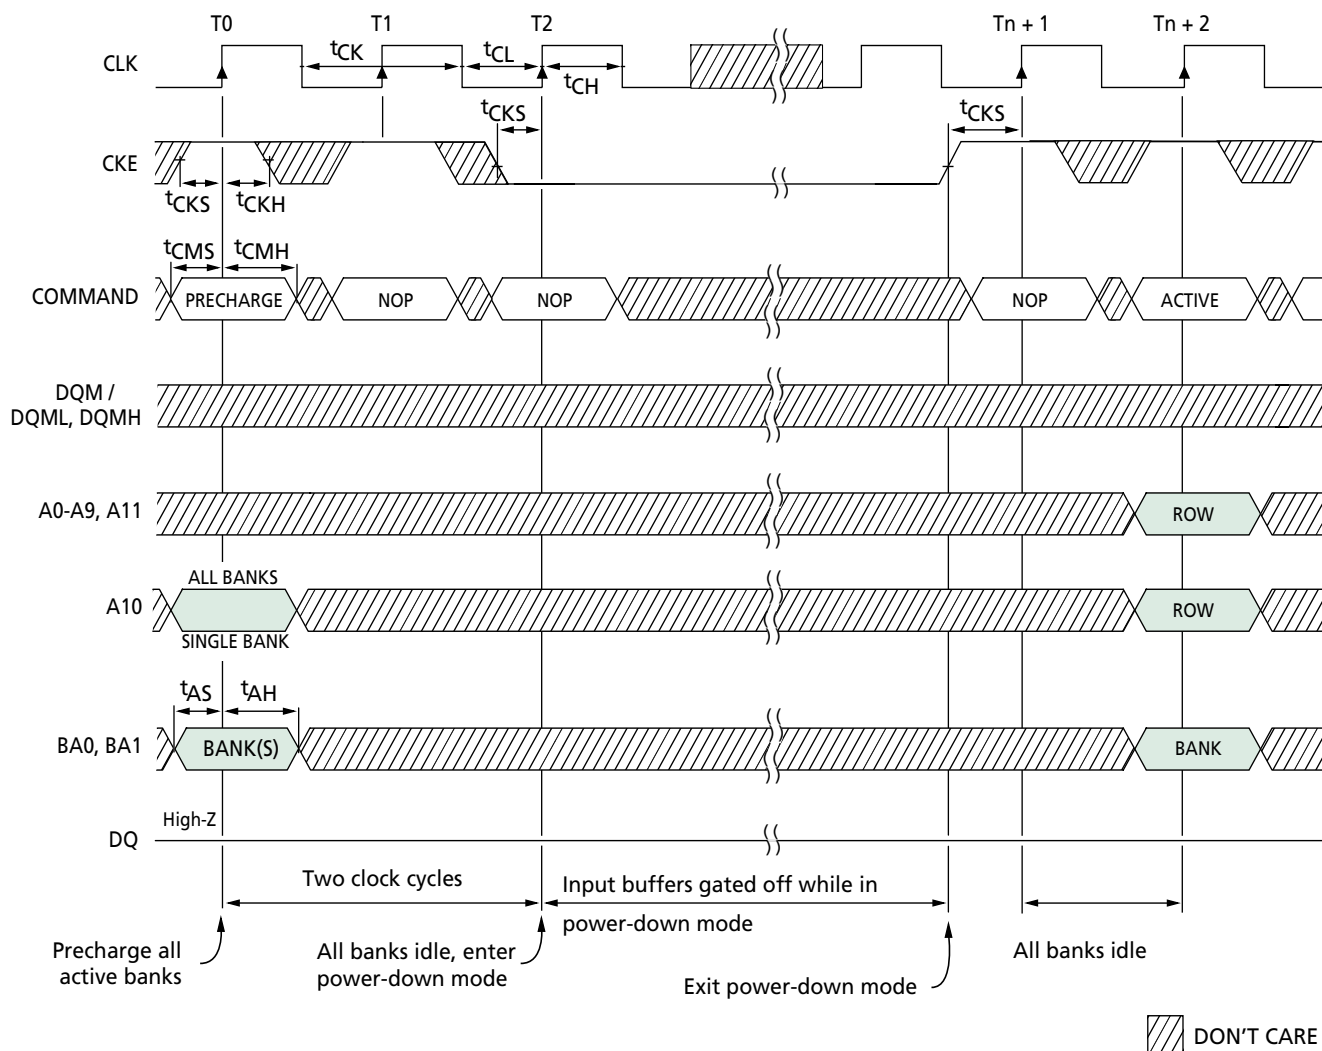 T0 T1 T2 Tn + 1 Tn + 2
CLK tCK tCL tCH
tCKS tCKS
CKE
tCKS tCKH
tCMS tCMH
COMMAND PRECHARGE NOP NOP NOP ACTIVE
DQM /
DQML, DQMH
A0-A9, A11 ROW
ALL BANKS
A10 ROW
SINGLE BANK
tAS tAH
BA0, BA1 BANK(S) BANK
High-Z
DQ
Two clock cycles
Input buffers gated off while in
power-down mode
Precharge all
active banks
All banks idle, enter
power-down mode
Exit power-down mode
All banks idle
DON'T CARE